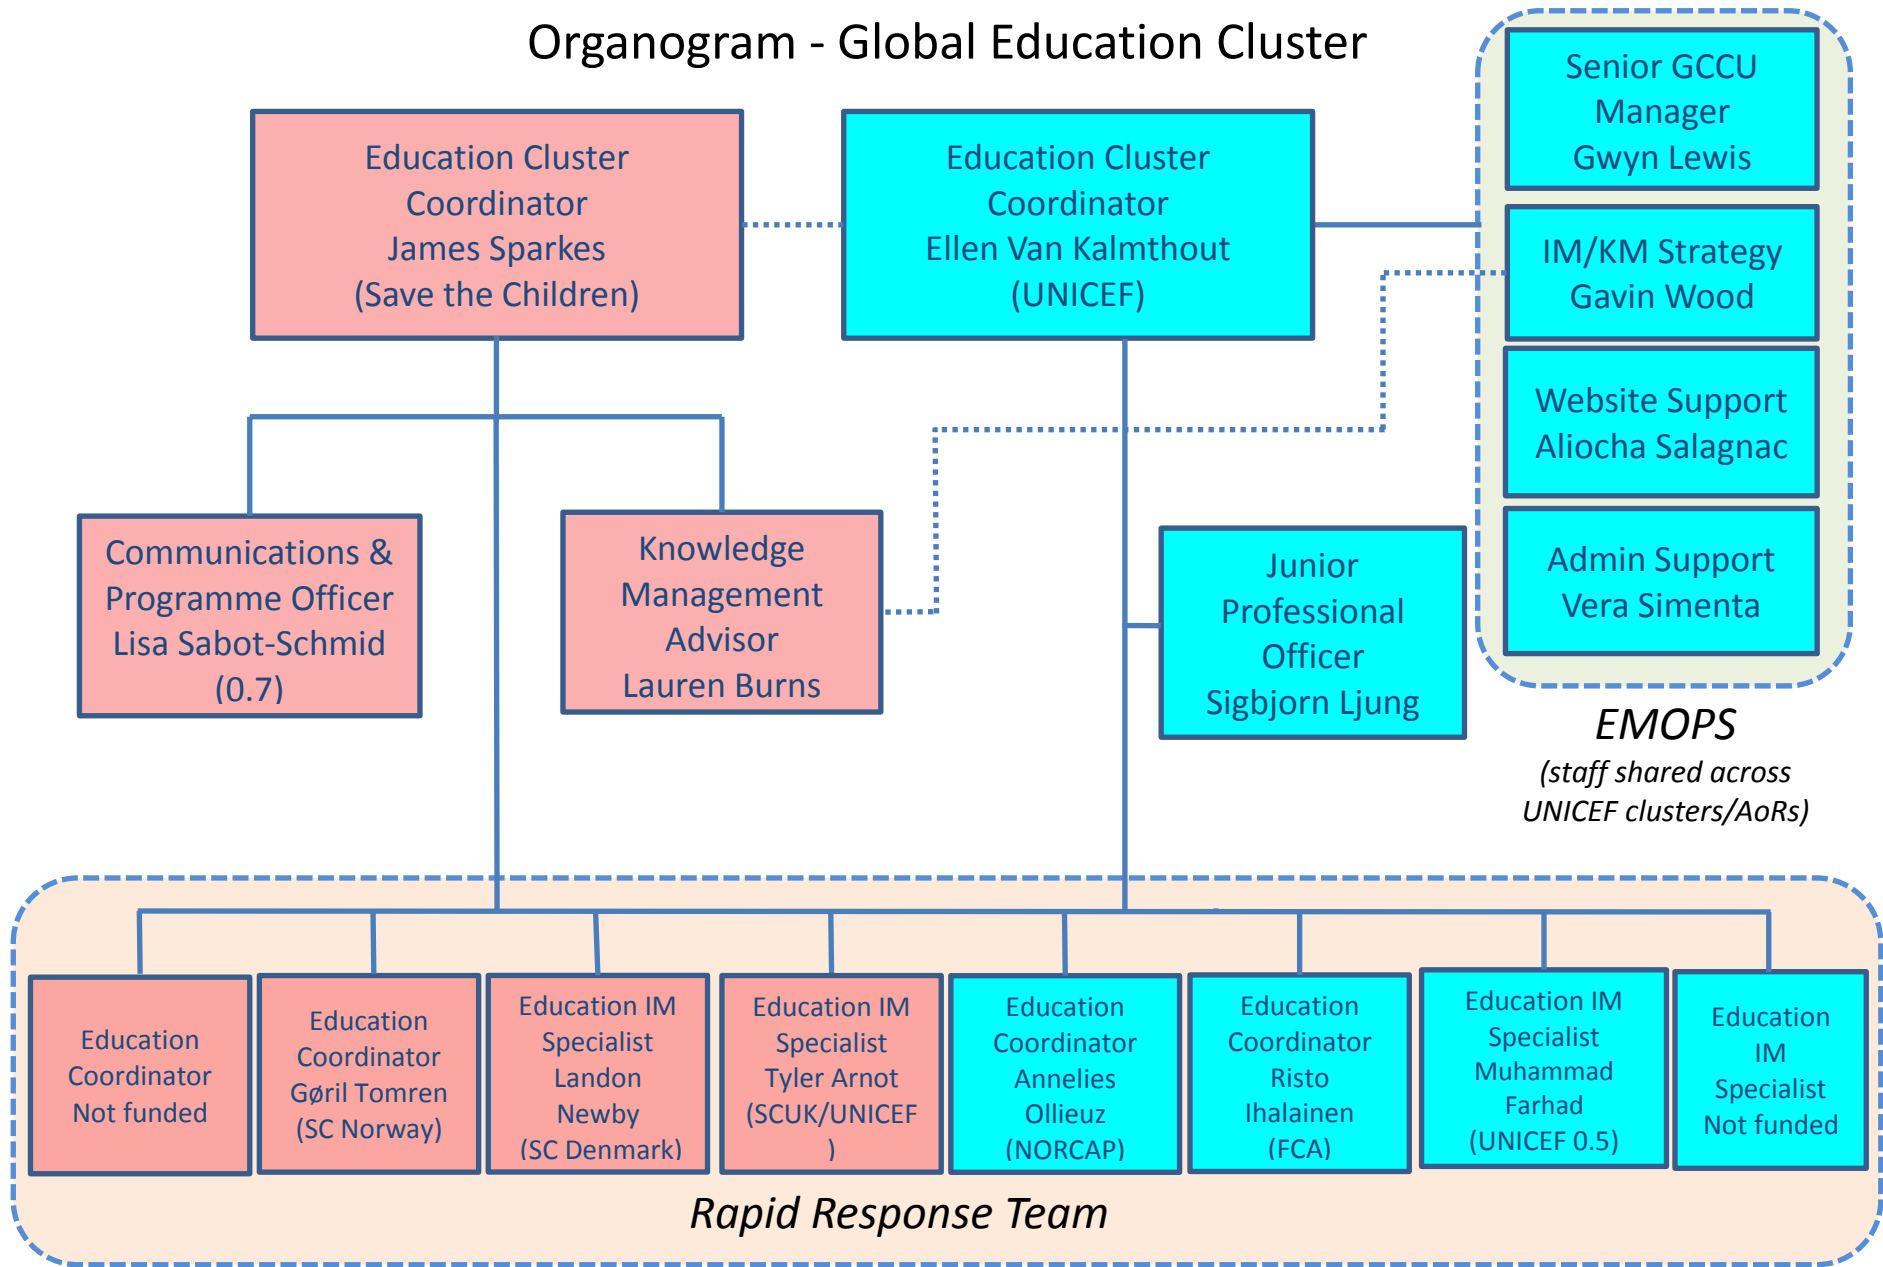 Organogram - Global Education Cluster
Senior GCCU
Manager
Gwyn Lewis
Education Cluster
Coordinator
James Sparkes
(Save the Children)
Education Cluster
Coordinator
Ellen Van Kalmthout
(UNICEF)
IM/KM Strategy
Gavin Wood
Website Support
Aliocha Salagnac
Admin Support
Vera Simenta
EMOPS
(staff shared across
UNICEF clusters/AoRs)
Communications &
Programme Officer
Lisa Sabot-Schmid
(0.7)
Knowledge
Management
Advisor
Lauren Burns
Junior
Professional
Officer
Sigbjorn Ljung
Education
Coordinator
Not funded
Education
Coordinator
Gøril Tomren
(SC Norway)
Education IM
Specialist
Landon
Newby
(SC Denmark)
Education IM
Specialist
Tyler Arnot
(SCUK/UNICEF
)
Education
Coordinator
Annelies
Ollieuz
(NORCAP)
Education
Coordinator
Risto
Ihalainen
(FCA)
Education IM
Specialist
Muhammad
Farhad
(UNICEF 0.5)
Education
IM
Specialist
Not funded
Rapid Response Team